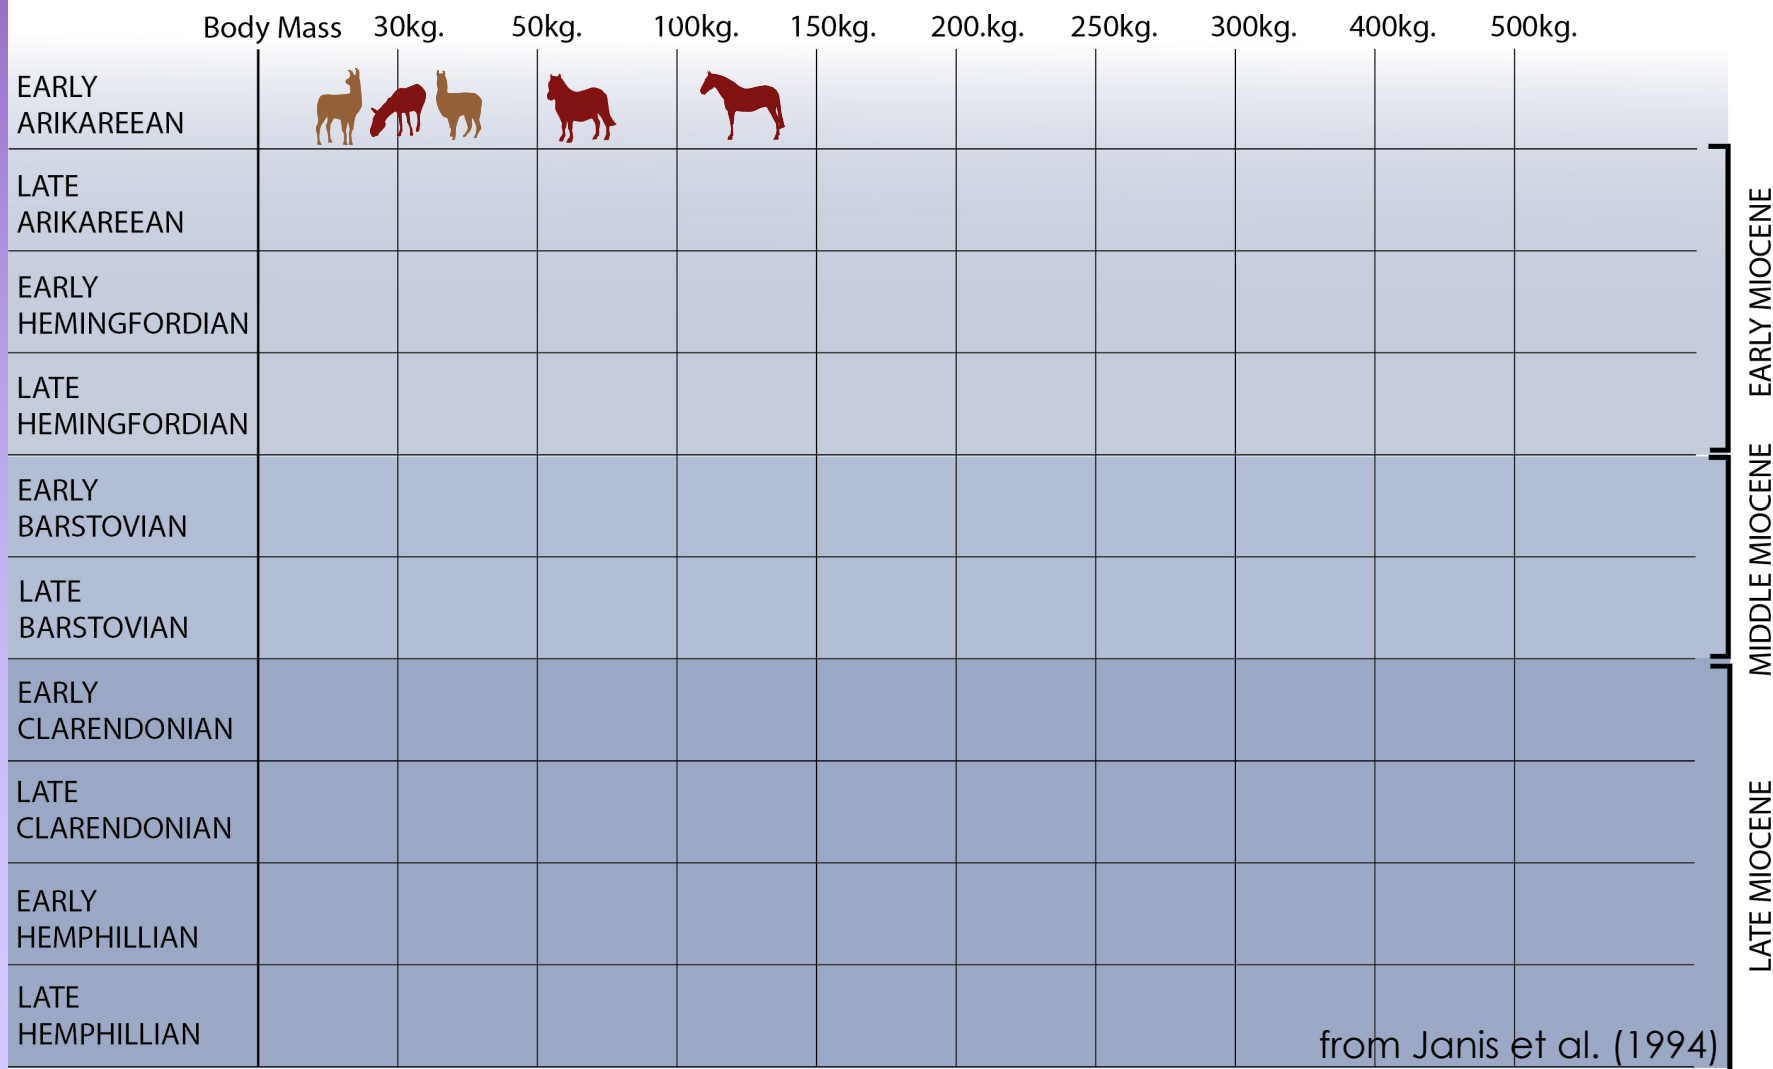 Body Mass 30kg. 50kg. 100kg. 150kg. 200.kg. 250kg. 300kg. 400kg. 500kg.
EARLY
ARIKAREEAN
LATE
ARIKAREEAN
EARLY
HEMINGFORDIAN
LATE
HEMINGFORDIAN
EARLY
BARSTOVIAN
LATE
BARSTOVIAN
EARLY
CLARENDONIAN
LATE
CLARENDONIAN
EARLY
HEMPHILLIAN
LATE
HEMPHILLIAN
EARLY MIOCENE
MIDDLE MIOCENE
LATE MIOCENE
from Janis et al. (1994)